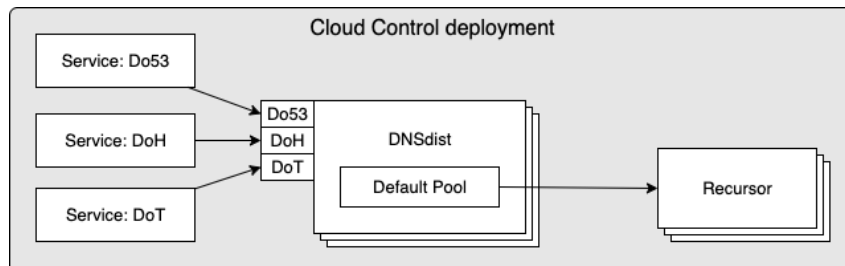 Cloud Control deployment
Service: Do53
Service: DoH
Service: DoT
Do53
DoH
DoT
DNSdist
Default Pool
Recursor